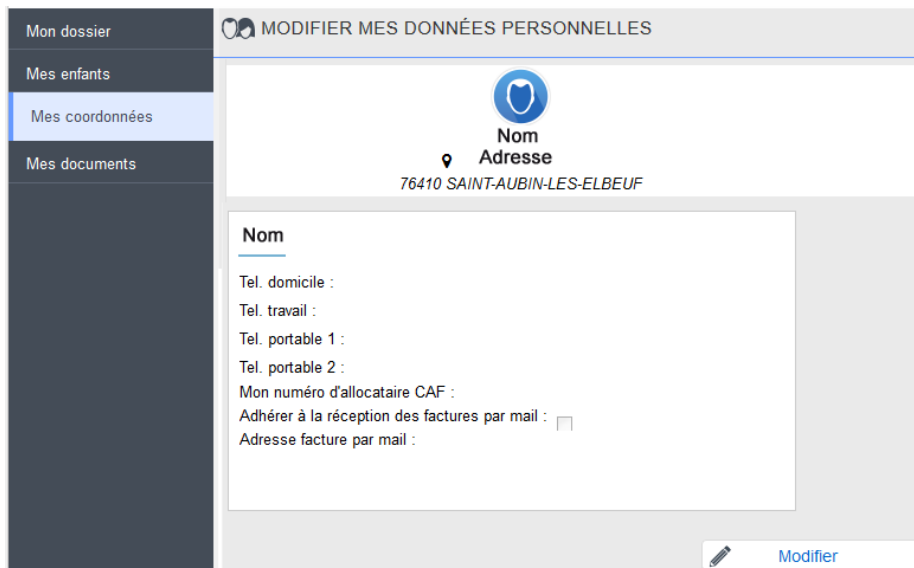 Mon dossier
Mes enfants
Mes coordonnées
Mes documents
MODIFIER MES DONNÉES PERSONNELLES
Nom
Adresse
76410 SAINT-AUBIN-LES-ELBEUF
Nom
Tel. domicile :
Tel. travail :
Tel. portable 1 :
Tel. portable 2 :
Mon numéro d'allocataire CAF :
Adhérer à la réception des factures par mail :
Adresse facture par mail :
Modifier